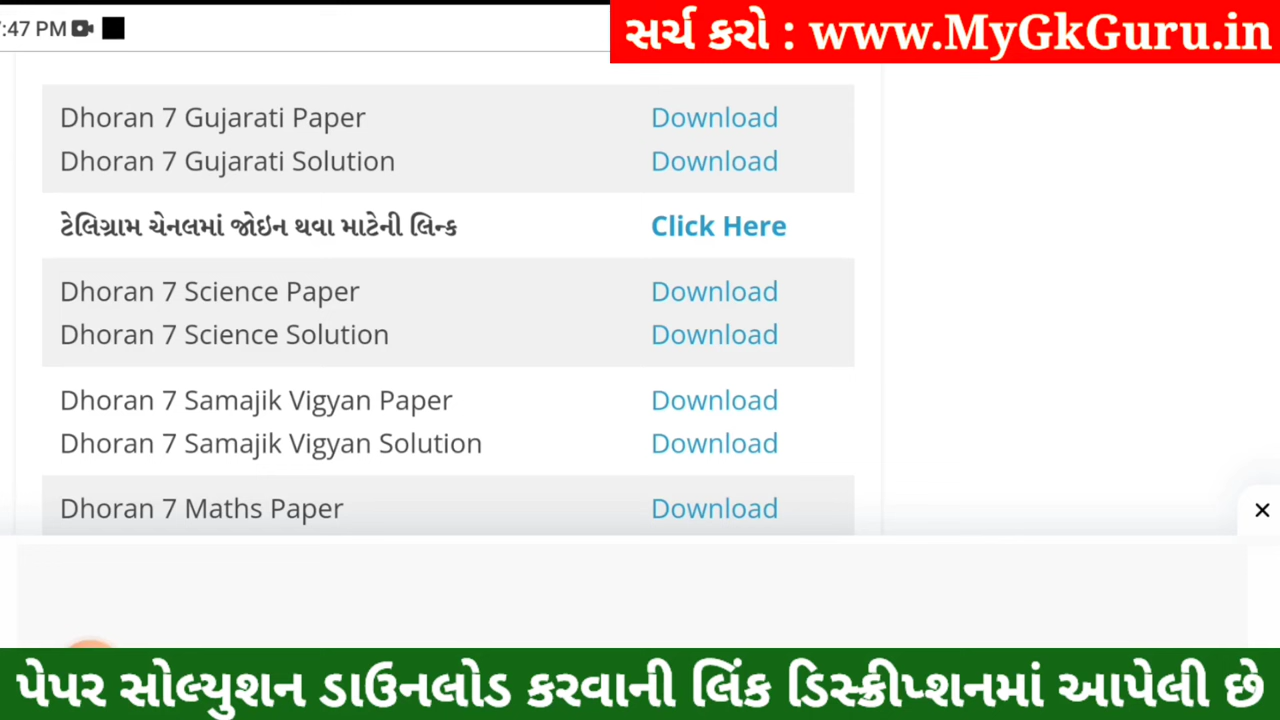 :47 PM
સર્ચ કરો : www.MyGkGuru.in
Dhoran 7 Gujarati Paper Download
Dhoran 7 Gujarati Solution Download
ટેલિગ્રામ ચેનલમાં જોઇન થવા માટેની લિન્ક Click Here
Dhoran 7 Science Paper Download
Dhoran 7 Science Solution Download
Dhoran 7 Samajik Vigyan Paper Download
Dhoran 7 Samajik Vigyan Solution Download
Dhoran 7 Maths Paper Download
પેપર સોલ્યુશન ડાઉનલોડ કરવાની લિંક ડિસ્ક્રીપ્શનમાં આપેલી છે